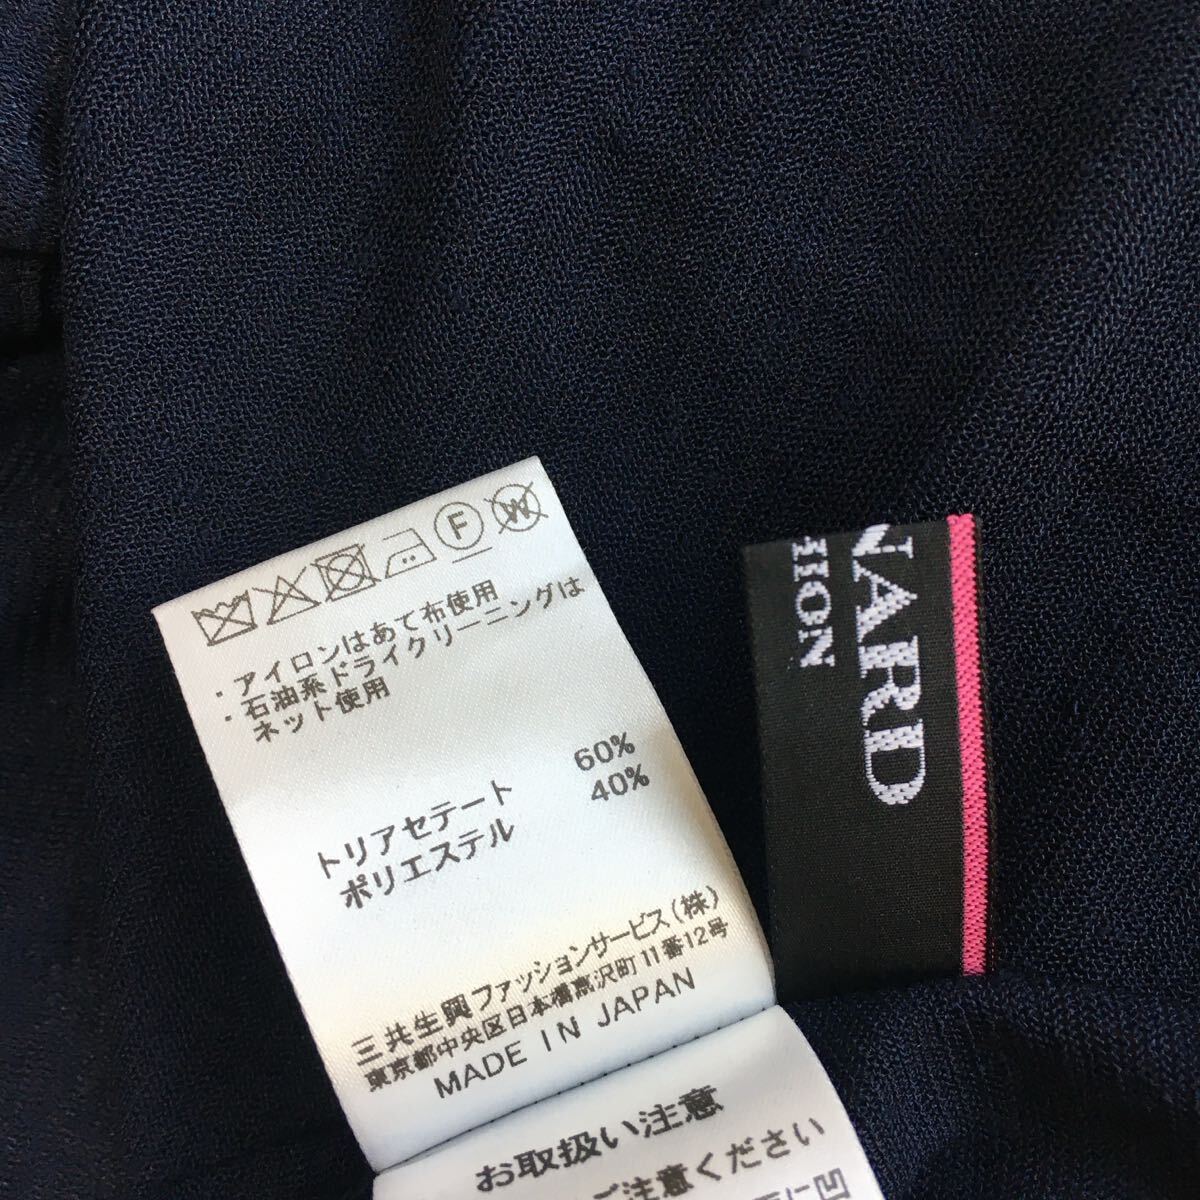 F W
・アイロンはあて布使用
・石油系ドライクリーニングは
ネット使用
トリアセテート 60%
ポリエステル 40%
三共生興ファッションサービス(株)
東京都中央区日本橋富沢町11番12号
MADE IN JAPAN
お取扱い注意
ご注意ください
NARD
HION